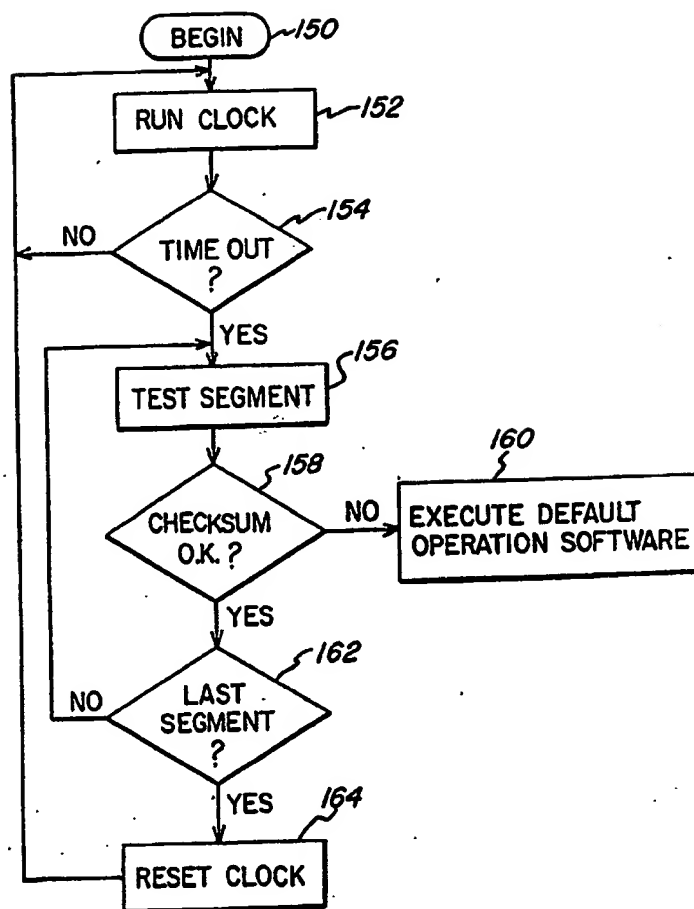 BEGIN
150
RUN CLOCK
152
154
NO
TIME OUT
?
YES
156
TEST SEGMENT
158
160
CHECKSUM
O.K. ?
NO
EXECUTE DEFAULT
OPERATION SOFTWARE
YES
162
NO
LAST
SEGMENT
?
YES
164
RESET CLOCK